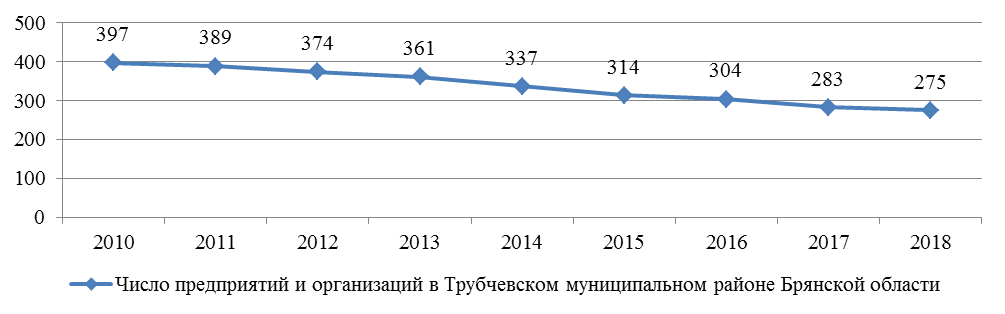 500
400
300
200
100
0
397 389 374 361 337 314 304 283 275
2010 2011 2012 2013 2014 2015 2016 2017 2018
Число предприятий и организаций в Трубчевском муниципальном районе Брянской области